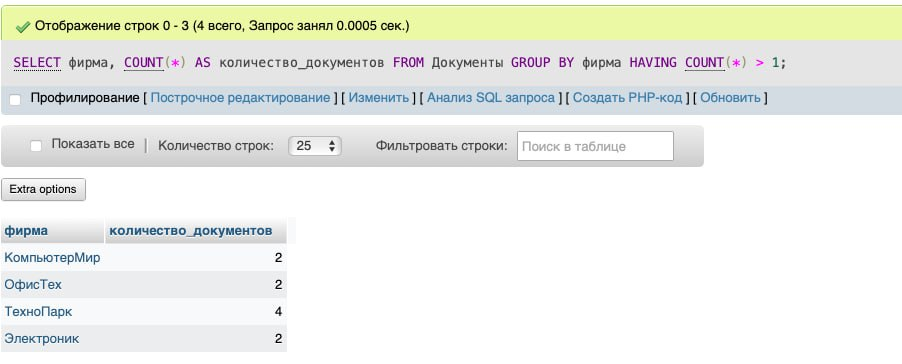 Отображение строк 0 - 3 (4 всего, Запрос занял 0.0005 сек.)
SELECT фирма, COUNT(*) AS количество_документов FROM Документы GROUP BY фирма HAVING COUNT(*) > 1;
Профилирование [ Построчное редактирование ] [ Изменить ] [ Анализ SQL запроса ] [ Создать PHP-код ] [ Обновить ]
Показать все | Количество строк: 25 Фильтровать строки: Поиск в таблице
Extra options
фирма количество_документов
КомпьютерМир 2
ОфисТех 2
ТехноПарк 4
Электроник 2